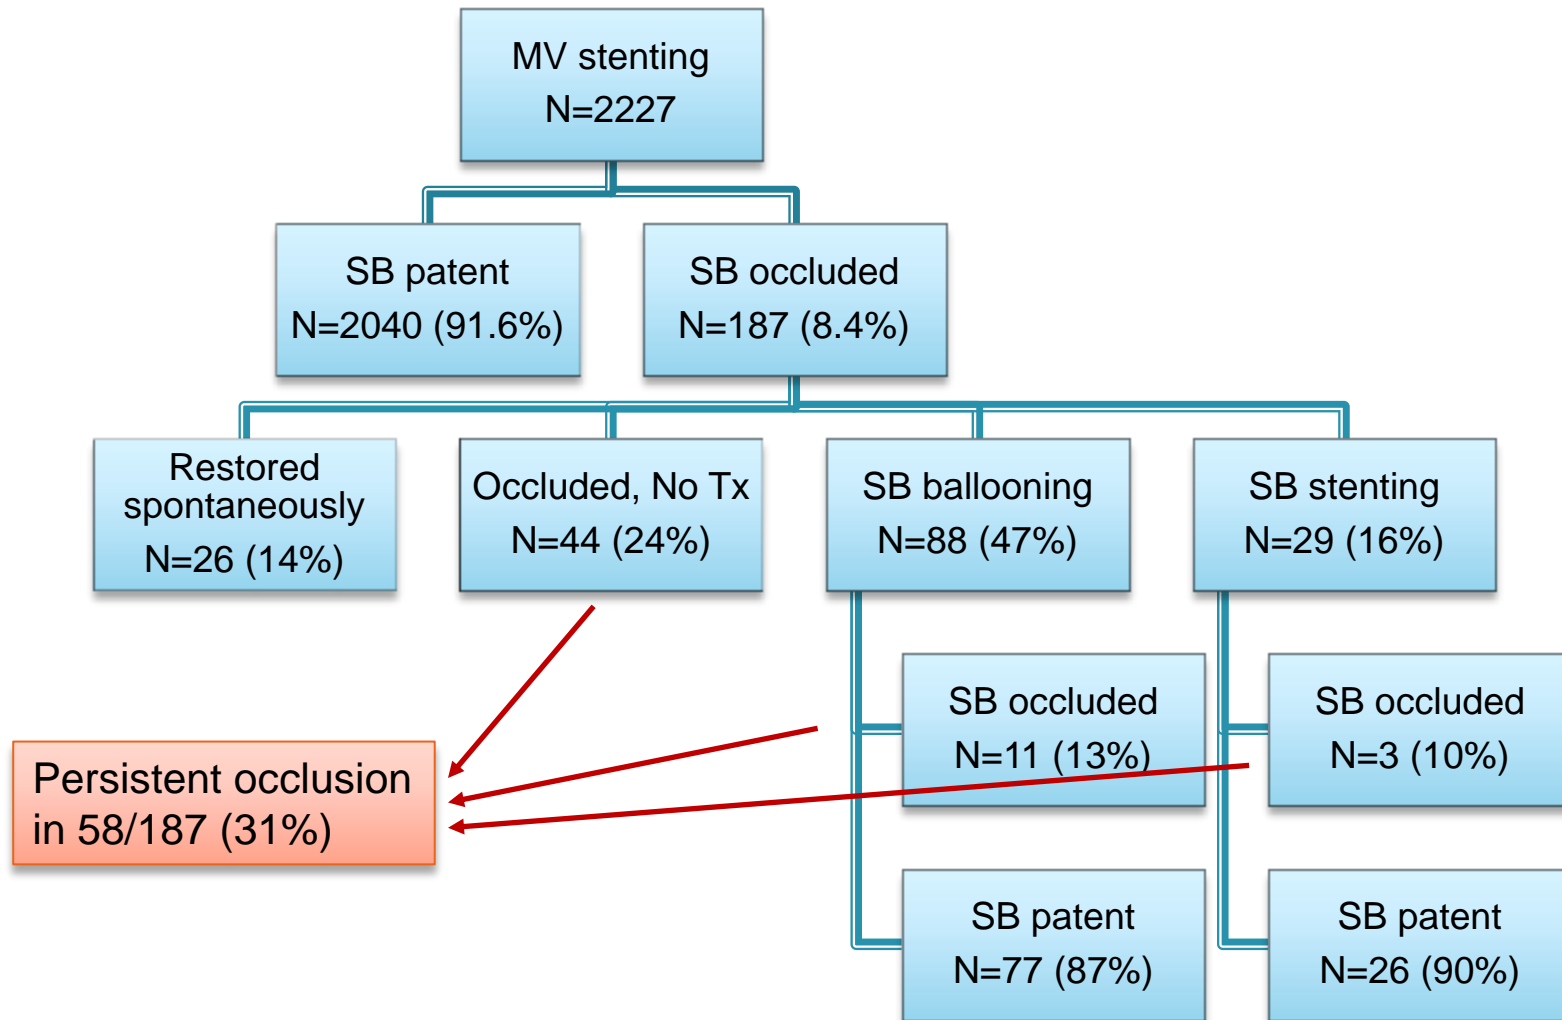 MV stenting
N=2227
SB patent
N=2040 (91.6%)
SB occluded
N=187 (8.4%)
Restored
spontaneously
N=26 (14%)
Occluded, No Tx
N=44 (24%)
SB ballooning
N=88 (47%)
SB stenting
N=29 (16%)
SB occluded
N=11 (13%)
SB occluded
N=3 (10%)
Persistent occlusion
in 58/187 (31%)
SB patent
N=77 (87%)
SB patent
N=26 (90%)